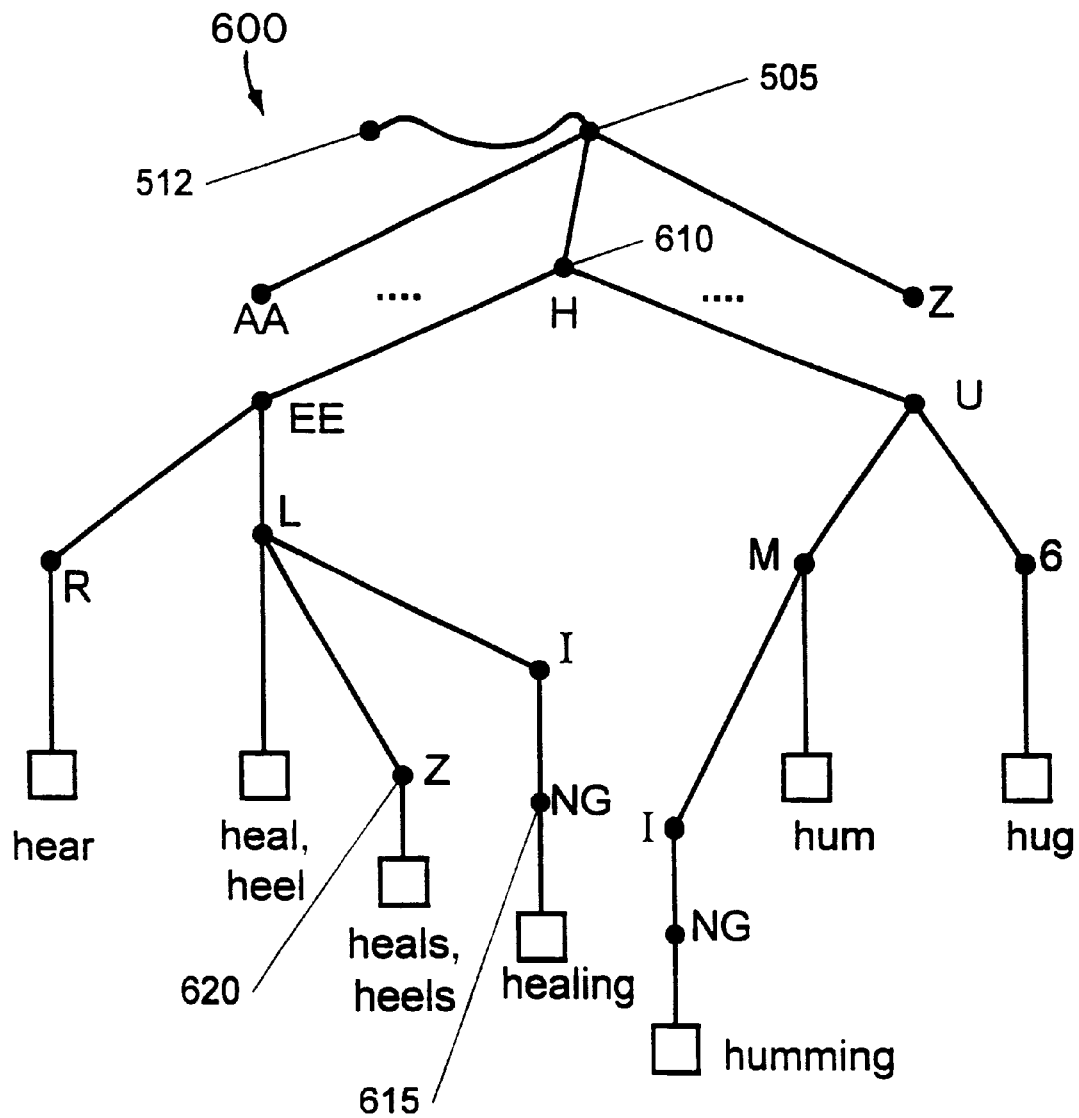 600
505
512
610
AA
....
H
....
Z
EE
U
L
R
M
6
I
Z
NG
hear
heal,
heel
I
hum
hug
heals,
heels
healing
NG
620
humming
615